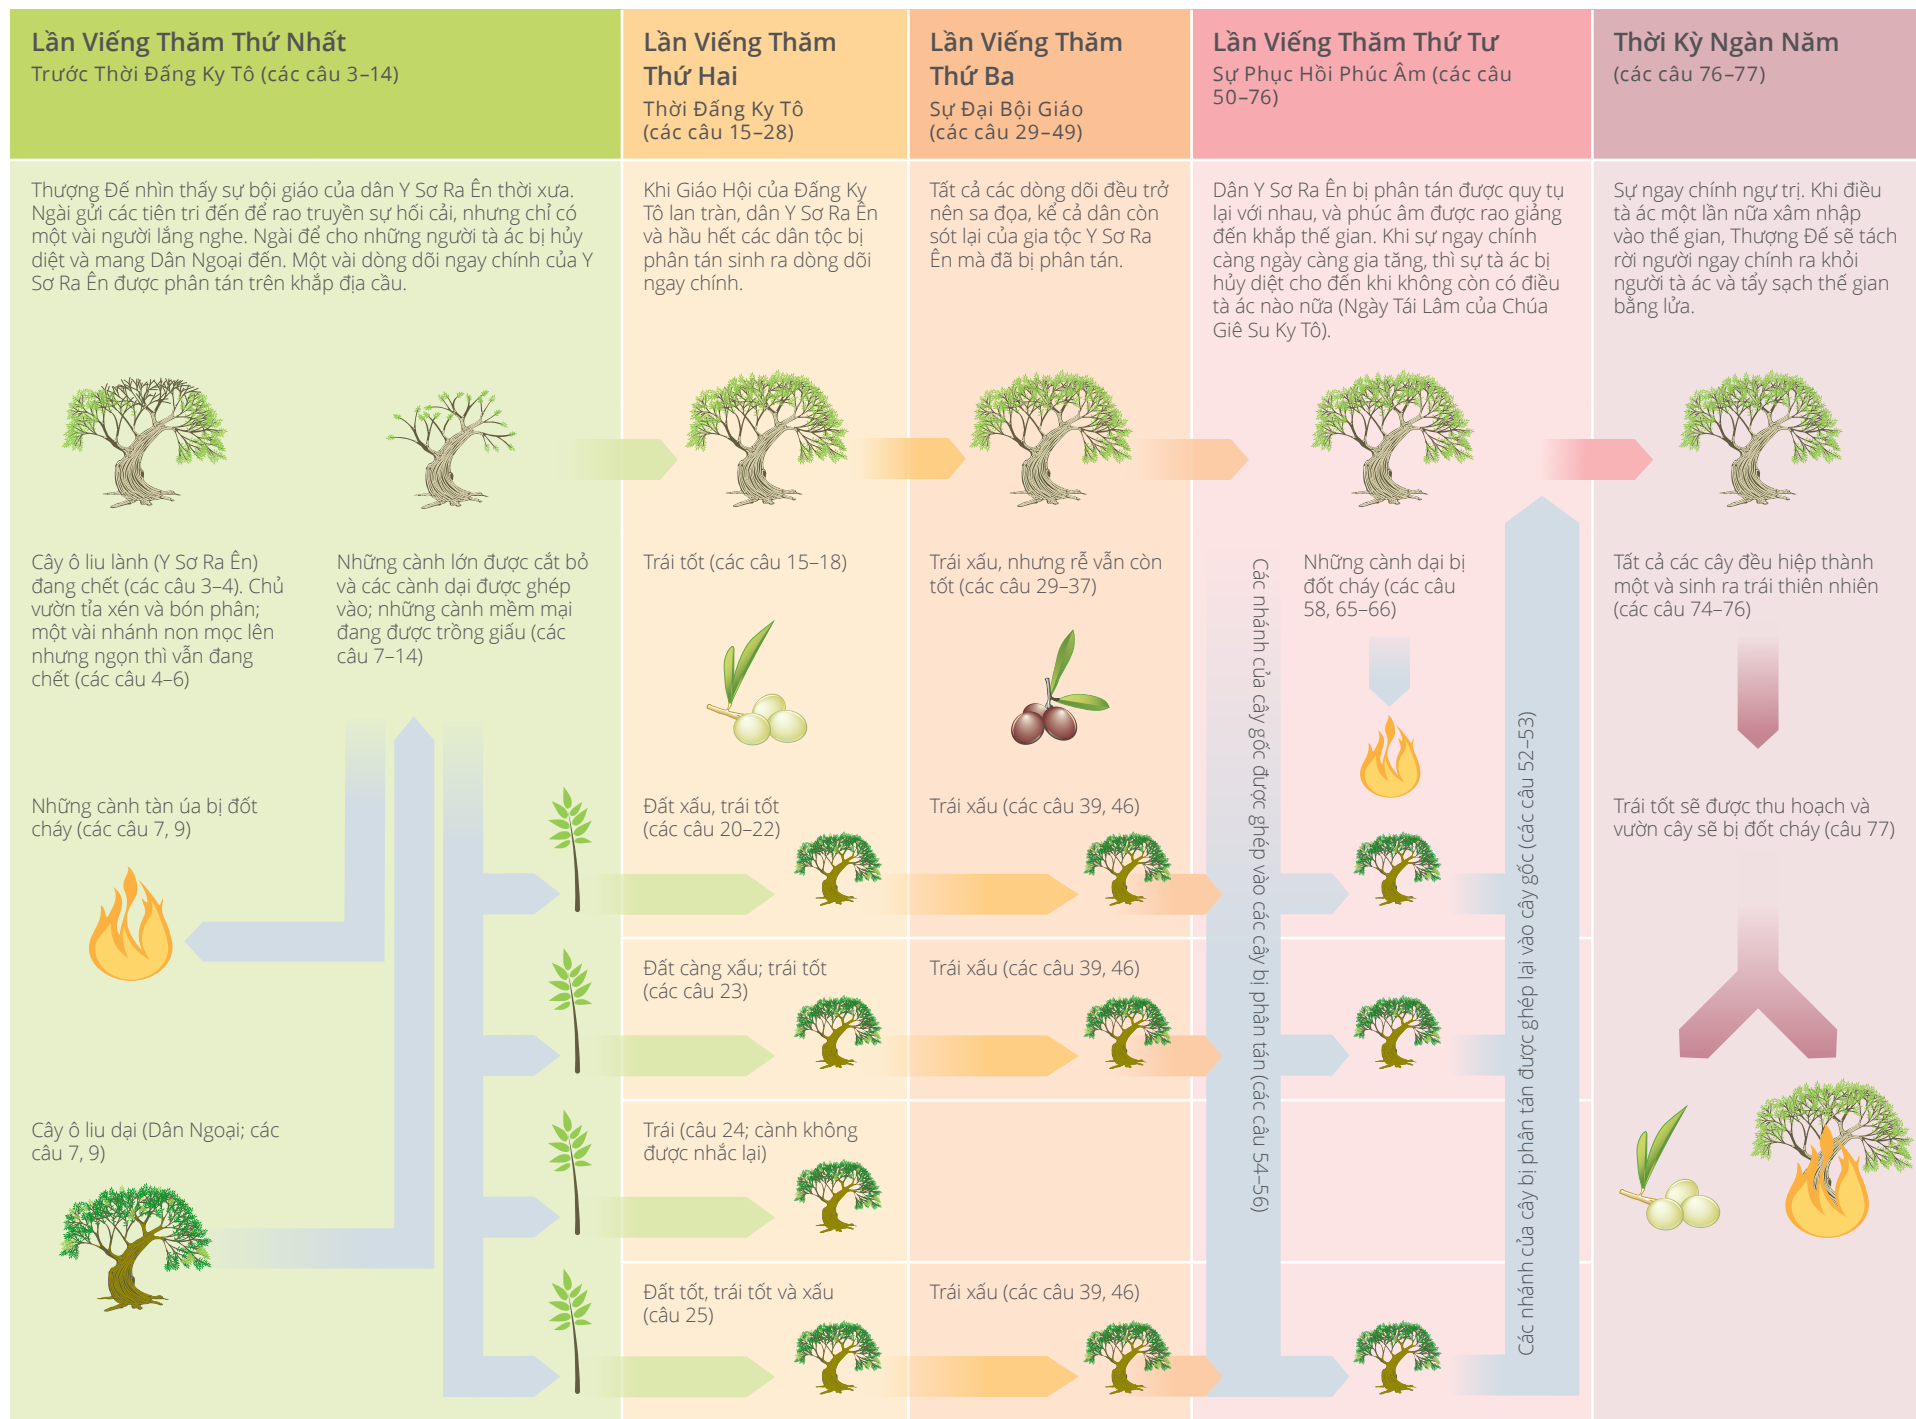 Lần Viếng Thăm Thứ Nhất
Trước Thời Đấng Ky Tô (các câu 3–14)
Lần Viếng Thăm
Thứ Hai
Thời Đấng Ky Tô
(các câu 15–28)
Lần Viếng Thăm
Thứ Ba
Sự Đại Bội Giáo
(các câu 29–49)
Lần Viếng Thăm Thứ Tư
Sự Phục Hồi Phúc Âm (các câu
50–76)
Thời Kỳ Ngàn Năm
(các câu 76–77)
Thượng Đế nhìn thấy sự bội giáo của dân Y Sơ Ra Ên thời xưa.
Ngài gửi các tiên tri đến để rao truyền sự hối cải, nhưng chỉ có
một vài người lắng nghe. Ngài để cho những người tà ác bị hủy
diệt và mang Dân Ngoại đến. Một vài dòng dõi ngay chính của Y
Sơ Ra Ên được phân tán trên khắp địa cầu.
Khi Giáo Hội của Đấng Ky
Tô lan tràn, dân Y Sơ Ra Ên
và hầu hết các dân tộc bị
phân tán sinh ra dòng dõi
ngay chính.
Tất cả các dòng dõi đều trở
nên sa đọa, kể cả dân còn
sót lại của gia tộc Y Sơ Ra
Ên mà đã bị phân tán.
Dân Y Sơ Ra Ên bị phân tán được quy tụ
lại với nhau, và phúc âm được rao giảng
đến khắp thế gian. Khi sự ngay chính
càng ngày càng gia tăng, thì sự tà ác bị
hủy diệt cho đến khi không còn có điều
tà ác nào nữa (Ngày Tái Lâm của Chúa
Giê Su Ky Tô).
Sự ngay chính ngự trị. Khi điều
tà ác một lần nữa xâm nhập
vào thế gian, Thượng Đế sẽ tách
rời người ngay chính ra khỏi
người tà ác và tẩy sạch thế gian
bằng lửa.
Cây ô liu lành (Y Sơ Ra Ên)
đang chết (các câu 3–4). Chủ
vườn tỉa xén và bón phân;
một vài nhánh non mọc lên
nhưng ngọn thì vẫn đang
chết (các câu 4–6)
Những cành lớn được cắt bỏ
và các cành dại được ghép
vào; những cành mềm mại
đang được trồng giấu (các
câu 7–14)
Trái tốt (các câu 15–18)
Trái xấu, nhưng rễ vẫn còn
tốt (các câu 29–37)
Các nhánh của cây gốc được ghép vào các cây bị phân tán (các câu 54–56)
Những cành dại bị
đốt cháy (các câu
58, 65–66)
Các nhánh của cây bị phân tán được ghép lại vào cây gốc (các câu 52–53)
Tất cả các cây đều hiệp thành
một và sinh ra trái thiên nhiên
(các câu 74–76)
Những cành tàn úa bị đốt
cháy (các câu 7, 9)
Đất xấu, trái tốt
(các câu 20–22)
Trái xấu (các câu 39, 46)
Trái tốt sẽ được thu hoạch và
vườn cây sẽ bị đốt cháy (câu 77)
Đất càng xấu; trái tốt
(các câu 23)
Trái xấu (các câu 39, 46)
Cây ô liu dại (Dân Ngoại; các
câu 7, 9)
Trái (câu 24; cành không
được nhắc lại)
Đất tốt, trái tốt và xấu
(câu 25)
Trái xấu (các câu 39, 46)